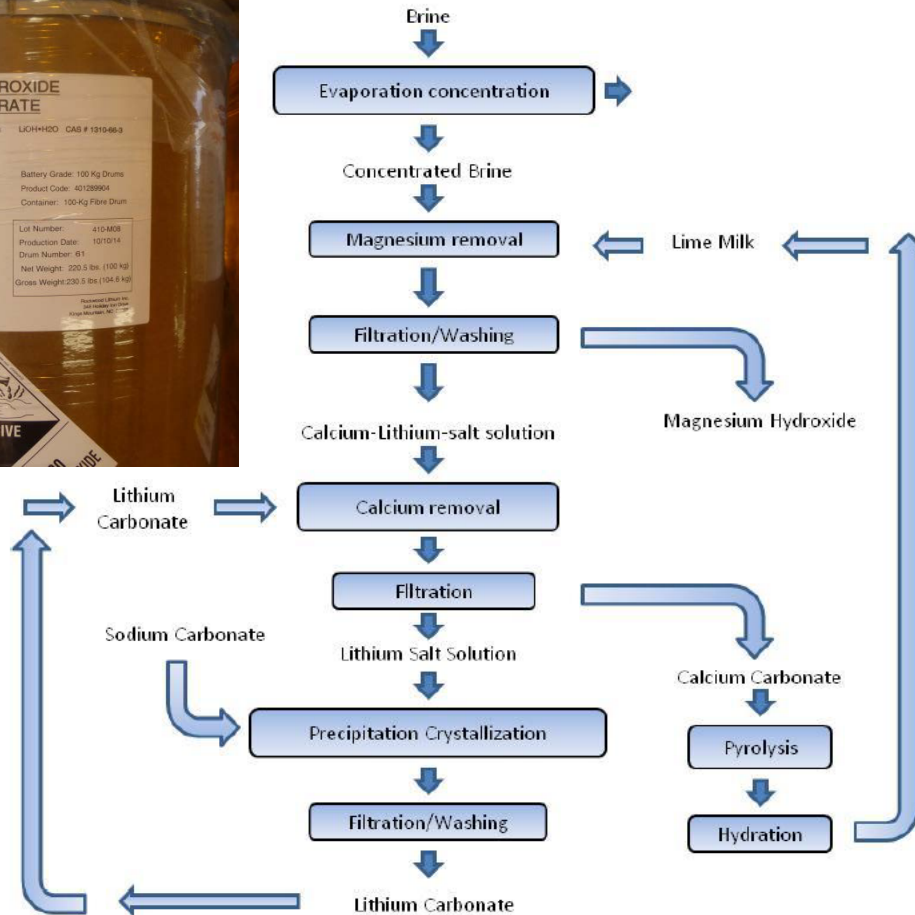 ROXIDE
RATE
LiOH•H2O CAS # 1310-66-3
Battery Grade: 100 Kg Drums
Product Code: 401289904
Container: 100-Kg Fibre Drum
Lot Number: 410-M08
Production Date: 10/10/14
Drum Number: 61
Net Weight: 220.5 lbs. (100 kg)
Gross Weight:230.5 lbs.(104.6 kg)
Rockwood Lithium Inc.
IVE
Brine
Evaporation concentration
Concentrated Brine
Magnesium removal
Lime Milk
Filtration/Washing
Magnesium Hydroxide
Calcium-Lithium-salt solution
Lithium
Carbonate
Calcium removal
Filtration
Sodium Carbonate
Lithium Salt Solution
Calcium Carbonate
Precipitation Crystallization
Pyrolysis
Filtration/Washing
Hydration
Lithium Carbonate